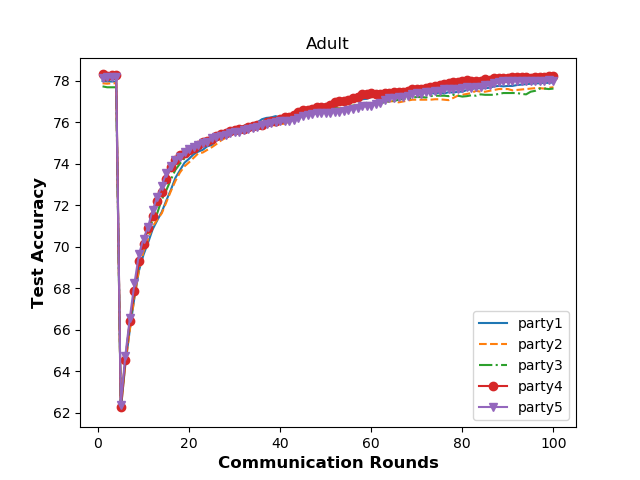 Adult
Test Accuracy
78
76
74
72
70
68
66
64
62
0 20 40 60 80 100
Communication Rounds
party1
party2
party3
party4
party5